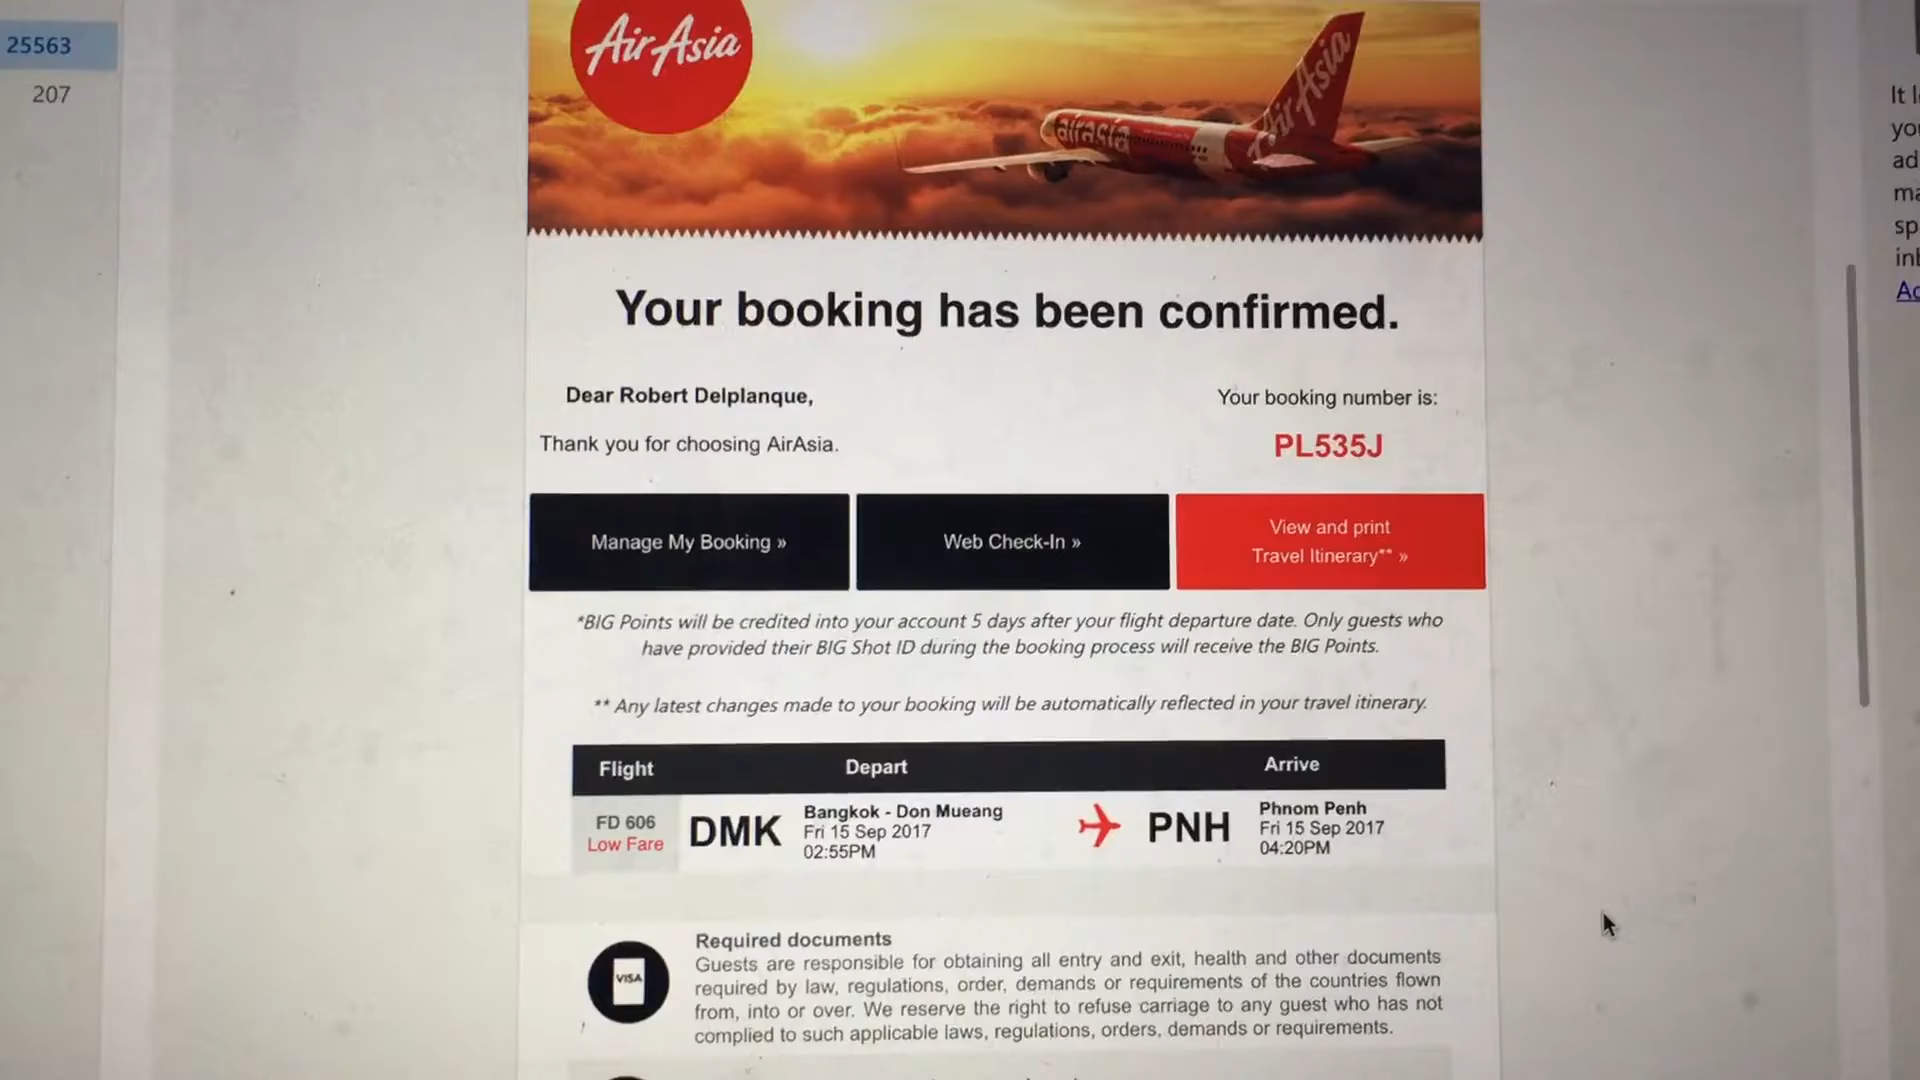 25563
207
AirAsia
airasia
AirAsia
Your booking has been confirmed.
Dear Robert Delplanque,
Your booking number is:
Thank you for choosing AirAsia.
PL535J
Manage My Booking »
Web Check-In »
View and print
Travel Itinerary** »
*BIG Points will be credited into your account 5 days after your flight departure date. Only guests who
have provided their BIG Shot ID during the booking process will receive the BIG Points.
** Any latest changes made to your booking will be automatically reflected in your travel itinerary.
Flight Depart Arrive
FD 606
Low Fare
DMK
Bangkok - Don Mueang
Fri 15 Sep 2017
02:55PM
PNH
Phnom Penh
Fri 15 Sep 2017
04:20PM
VISA
Required documents
Guests are responsible for obtaining all entry and exit, health and other documents
required by law, regulations, order, demands or requirements of the countries flown
from, into or over. We reserve the right to refuse carriage to any guest who has not
complied to such applicable laws, regulations, orders, demands or requirements.
It